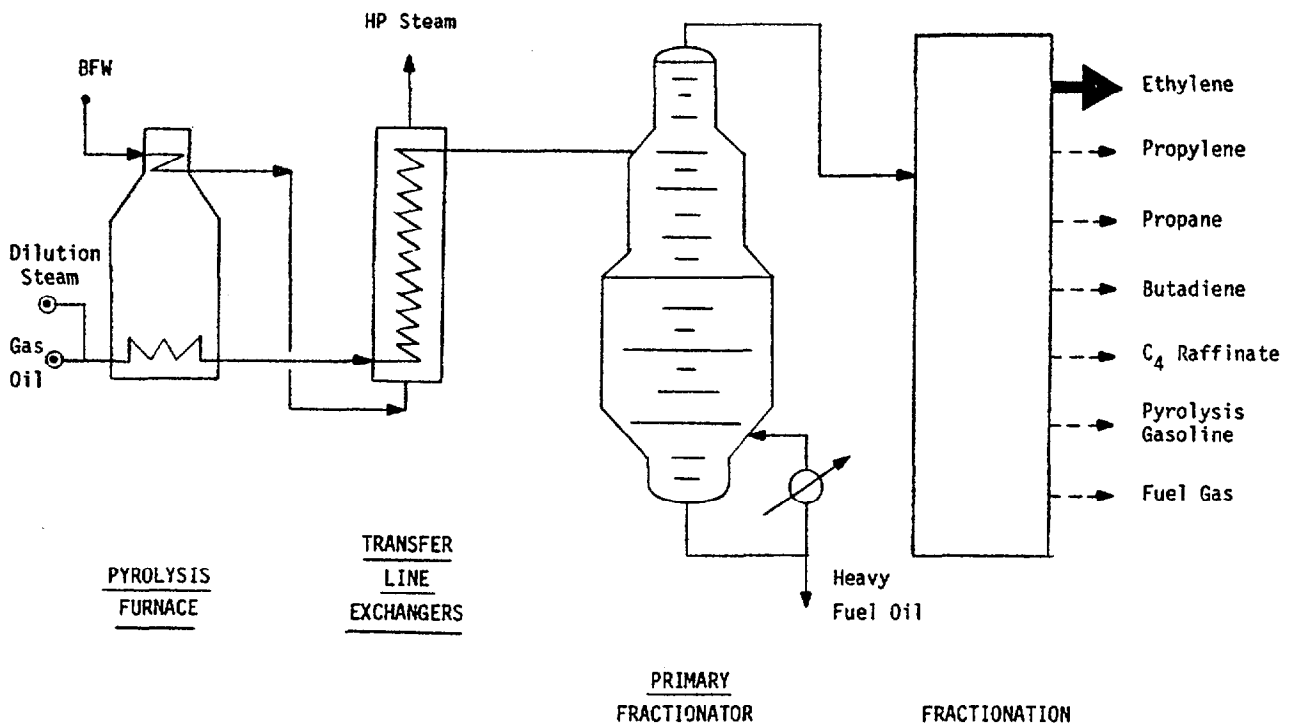 HP Steam
BFW
Dilution
Steam
Gas
Oil
Ethylene
Propylene
Propane
Butadiene
C4 Raffinate
Pyrolysis
Gasoline
Fuel Gas
Heavy
Fuel Oil
PYROLYSIS
FURNACE
TRANSFER
LINE
EXCHANGERS
PRIMARY
FRACTIONATOR
FRACTIONATION